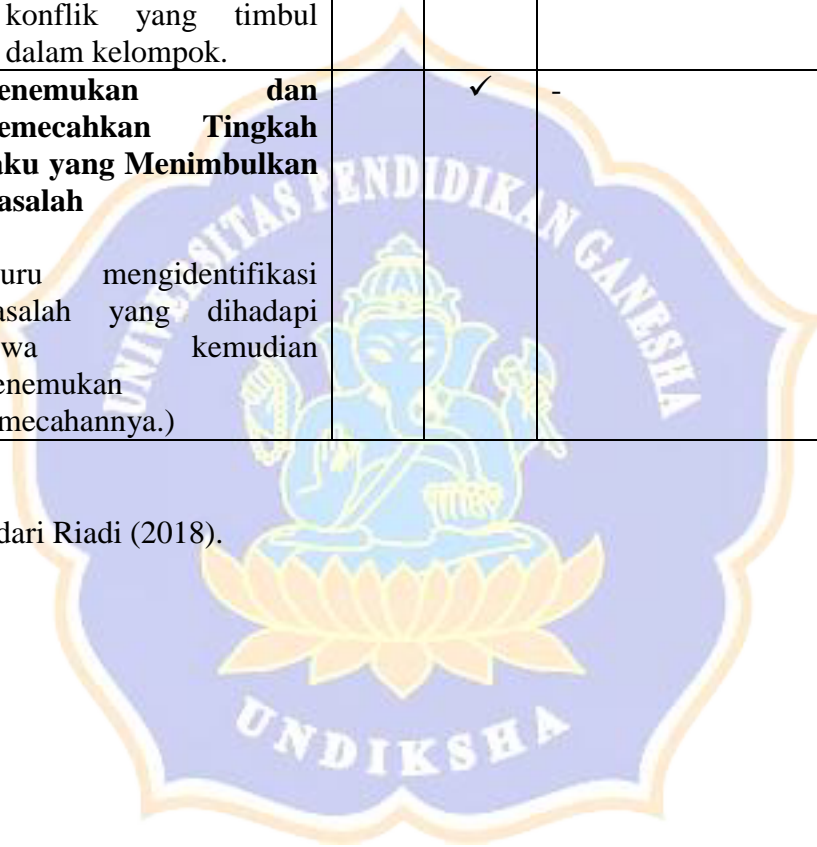 konflik yang timbul
dalam kelompok.
enemukan dan
emecahkan Tingkah
aku yang Menimbulkan
asalah
✓
-
uru mengidentifikasi
asalah yang dihadapi
wa kemudian
enemukan
mecahannya.)
dari Riadi (2018).
UNIVERSITAS PENDIDIKAN GANESHA
UNDIKSHA